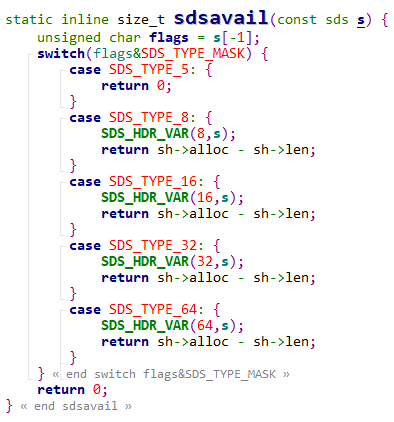 static inline size_t sdsavail(const sds s) {
    unsigned char flags = s[-1];
    switch(flags&SDS_TYPE_MASK) {
        case SDS_TYPE_5: {
            return 0;
        }
        case SDS_TYPE_8: {
            SDS_HDR_VAR(8,s);
            return sh->alloc - sh->len;
        }
        case SDS_TYPE_16: {
            SDS_HDR_VAR(16,s);
            return sh->alloc - sh->len;
        }
        case SDS_TYPE_32: {
            SDS_HDR_VAR(32,s);
            return sh->alloc - sh->len;
        }
        case SDS_TYPE_64: {
            SDS_HDR_VAR(64,s);
            return sh->alloc - sh->len;
        }
    } « end switch flags&SDS_TYPE_MASK »
    return 0;
} « end sdsavail »